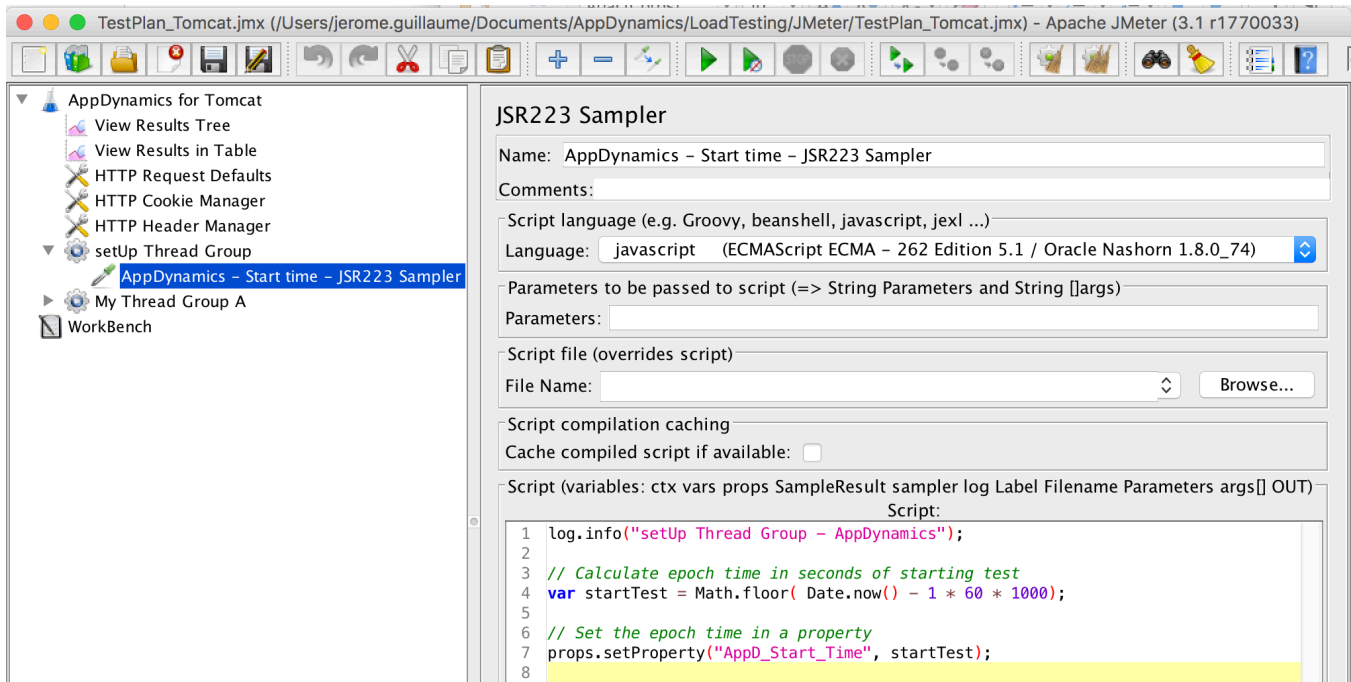 TestPlan_Tomcat.jmx (/Users/jerome.guillaume/Documents/AppDynamics/LoadTesting/JMeter/TestPlan_Tomcat.jmx) - Apache JMeter (3.1 r1770033)
STOP
?
AppDynamics for Tomcat
View Results Tree
View Results in Table
HTTP Request Defaults
HTTP Cookie Manager
HTTP Header Manager
setUp Thread Group
AppDynamics – Start time – JSR223 Sampler
My Thread Group A
WorkBench
JSR223 Sampler
Name: AppDynamics – Start time – JSR223 Sampler
Comments:
Script language (e.g. Groovy, beanshell, javascript, jexl ...)
Language: javascript (ECMAScript ECMA – 262 Edition 5.1 / Oracle Nashorn 1.8.0_74)
Parameters to be passed to script (=> String Parameters and String []args)
Parameters:
Script file (overrides script)
File Name: Browse...
Script compilation caching
Cache compiled script if available:
Script (variables: ctx vars props SampleResult sampler log Label Filename Parameters args[] OUT)
Script:
1 log.info("setUp Thread Group – AppDynamics");
2
3 // Calculate epoch time in seconds of starting test
4 var startTest = Math.floor( Date.now() – 1 * 60 * 1000);
5
6 // Set the epoch time in a property
7 props.setProperty("AppD_Start_Time", startTest);
8